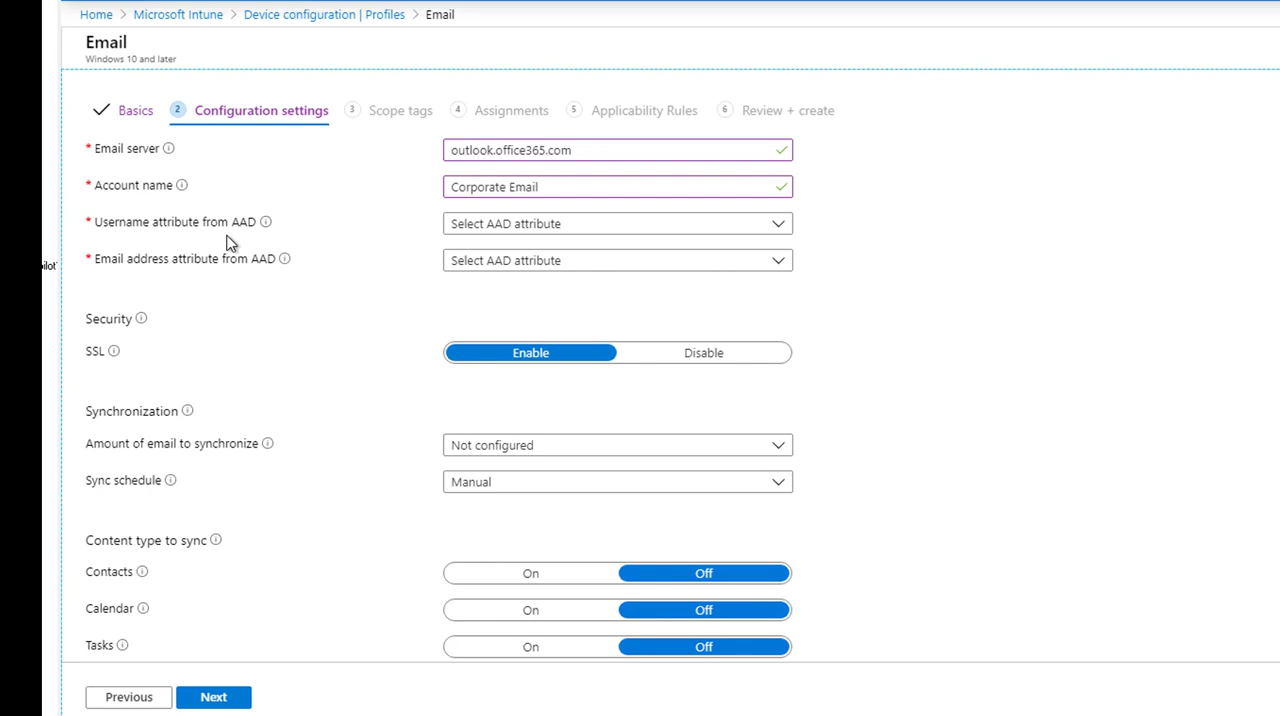 Home > Microsoft Intune > Device configuration | Profiles > Email
Email
Windows 10 and later
Basics 2 Configuration settings 3 Scope tags 4 Assignments 5 Applicability Rules 6 Review + create
* Email server outlook.office365.com
* Account name Corporate Email
* Username attribute from AAD Select AAD attribute
* Email address attribute from AAD Select AAD attribute
Security
SSL Enable Disable
Synchronization
Amount of email to synchronize Not configured
Sync schedule Manual
Content type to sync
Contacts On Off
Calendar On Off
Tasks On Off
Previous Next